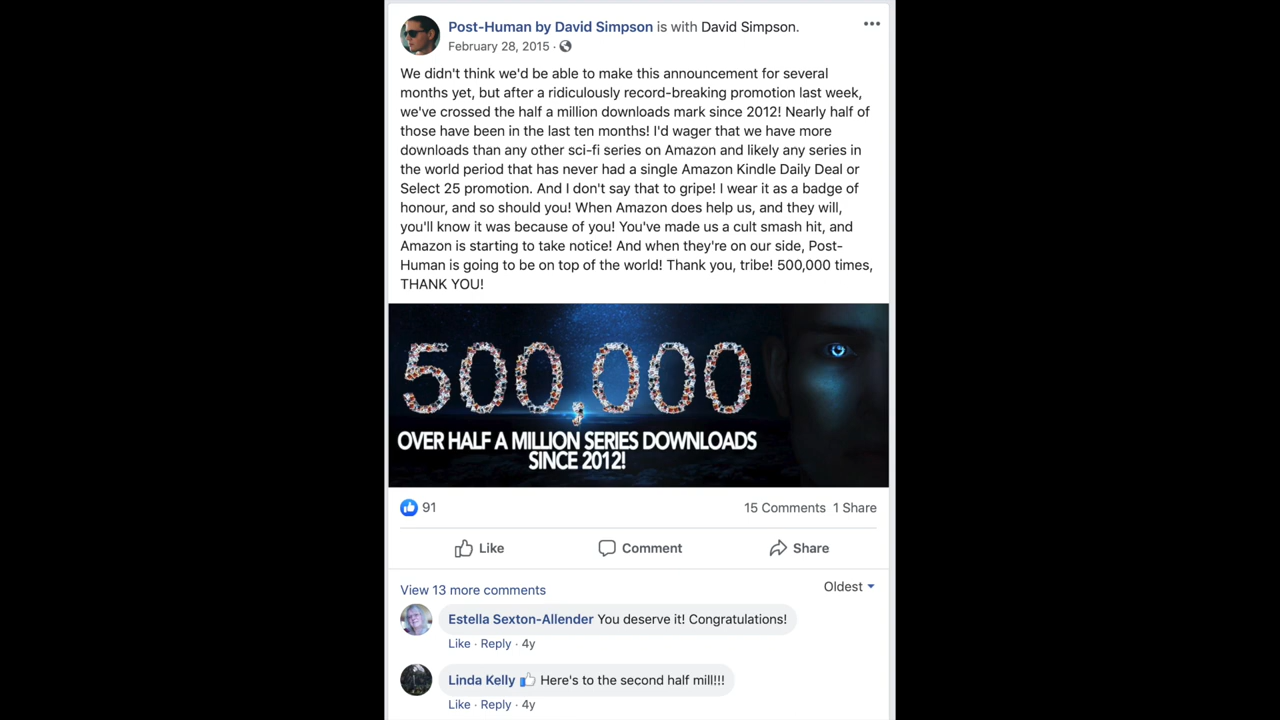 Post-Human by David Simpson is with David Simpson.
February 28, 2015 ·
We didn't think we'd be able to make this announcement for several
months yet, but after a ridiculously record-breaking promotion last week,
we've crossed the half a million downloads mark since 2012! Nearly half of
those have been in the last ten months! I'd wager that we have more
downloads than any other sci-fi series on Amazon and likely any series in
the world period that has never had a single Amazon Kindle Daily Deal or
Select 25 promotion. And I don't say that to gripe! I wear it as a badge of
honour, and so should you! When Amazon does help us, and they will,
you'll know it was because of you! You've made us a cult smash hit, and
Amazon is starting to take notice! And when they're on our side, Post-
Human is going to be on top of the world! Thank you, tribe! 500,000 times,
THANK YOU!
500,000
OVER HALF A MILLION SERIES DOWNLOADS
SINCE 2012!
91
15 Comments 1 Share
Like Comment Share
View 13 more comments
Oldest
Estella Sexton-Allender You deserve it! Congratulations!
Like · Reply · 4y
Linda Kelly 👍 Here's to the second half mill!!!
Like · Reply · 4y